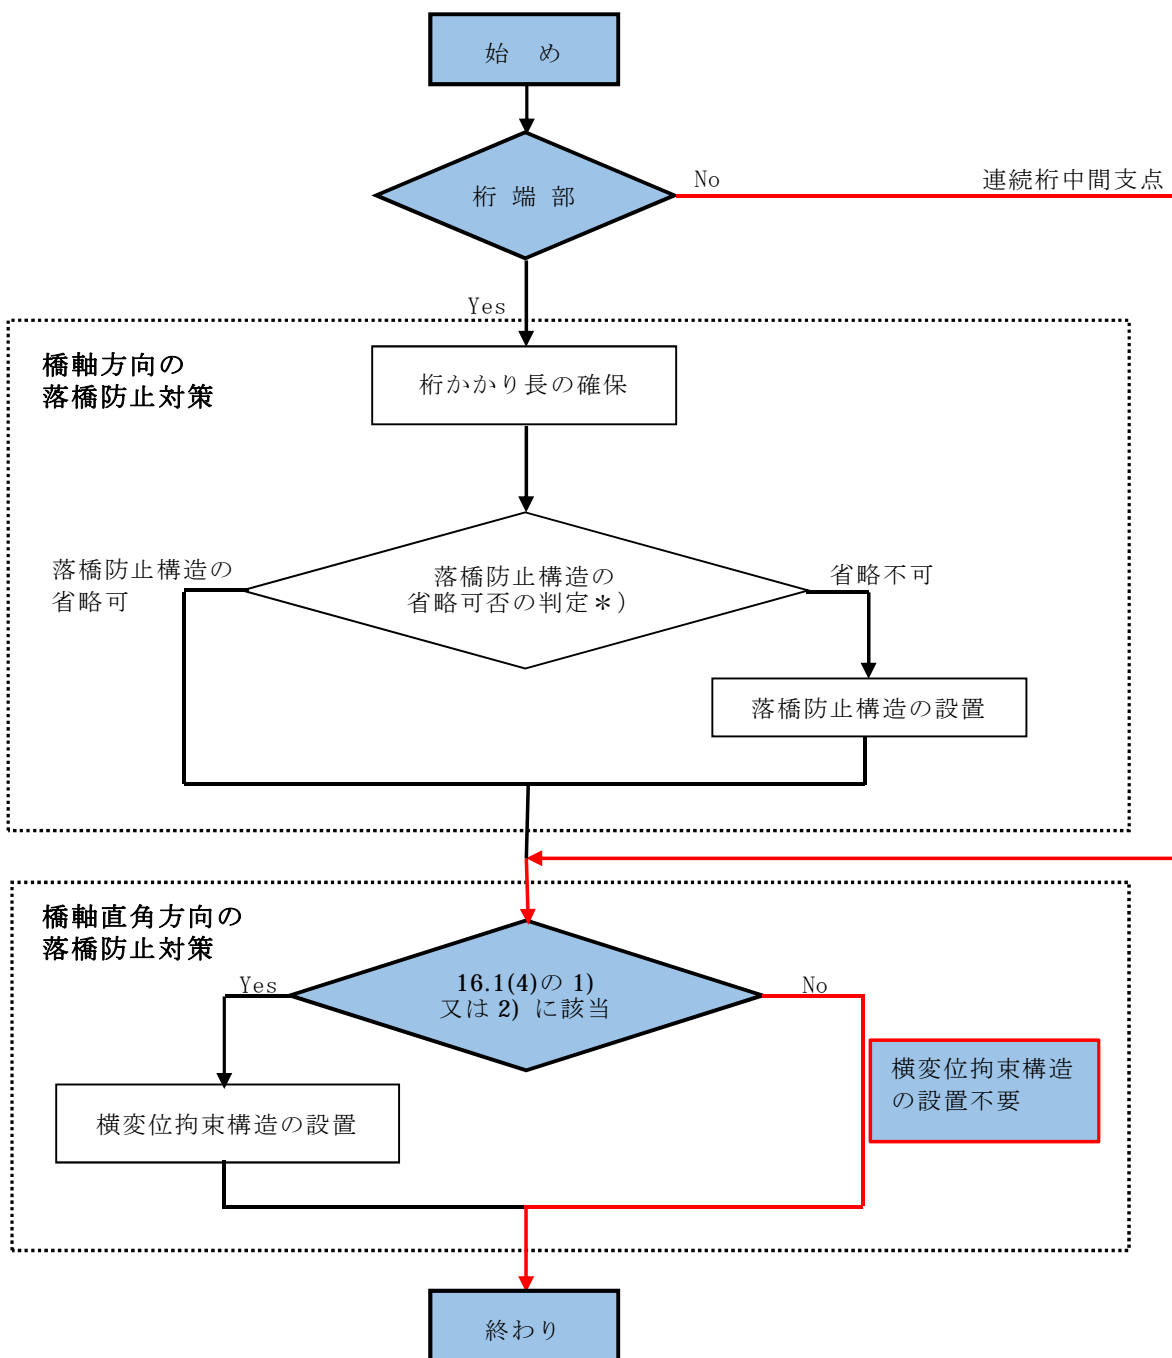 始　め
桁 端 部
No
連続桁中間支点
Yes
橋軸方向の
落橋防止対策
桁かかり長の確保
落橋防止構造の
省略可
落橋防止構造の
省略可否の判定＊）
省略不可
落橋防止構造の設置
橋軸直角方向の
落橋防止対策
Yes
16.1(4)の 1)
又は 2) に該当
No
横変位拘束構造
の設置不要
横変位拘束構造の設置
終わり